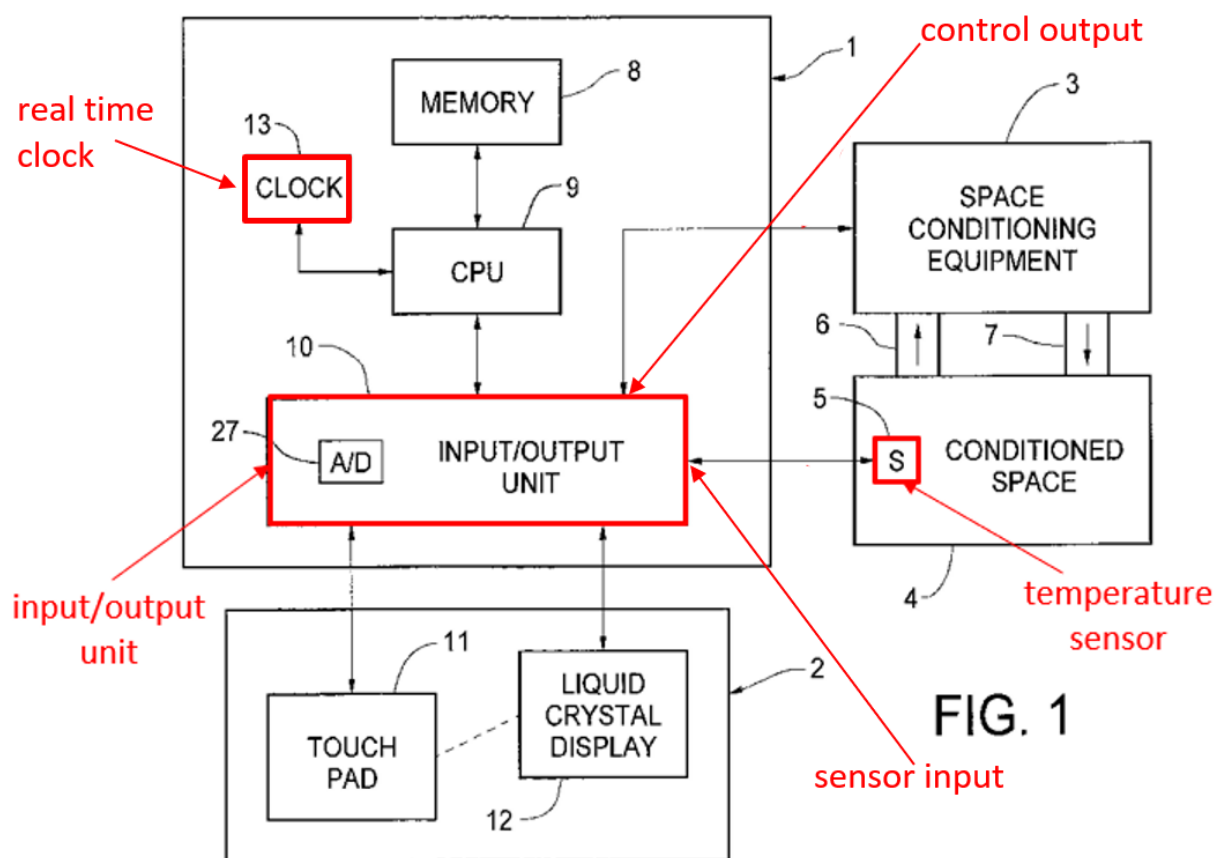 control output
1
8
MEMORY
3
real time
clock
13
CLOCK
9
CPU
SPACE
CONDITIONING
EQUIPMENT
6
7
10
5
27
A/D
INPUT/OUTPUT
UNIT
S
CONDITIONED
SPACE
input/output
unit
4
temperature
sensor
11
2
LIQUID
CRYSTAL
DISPLAY
TOUCH
PAD
12
sensor input
FIG. 1